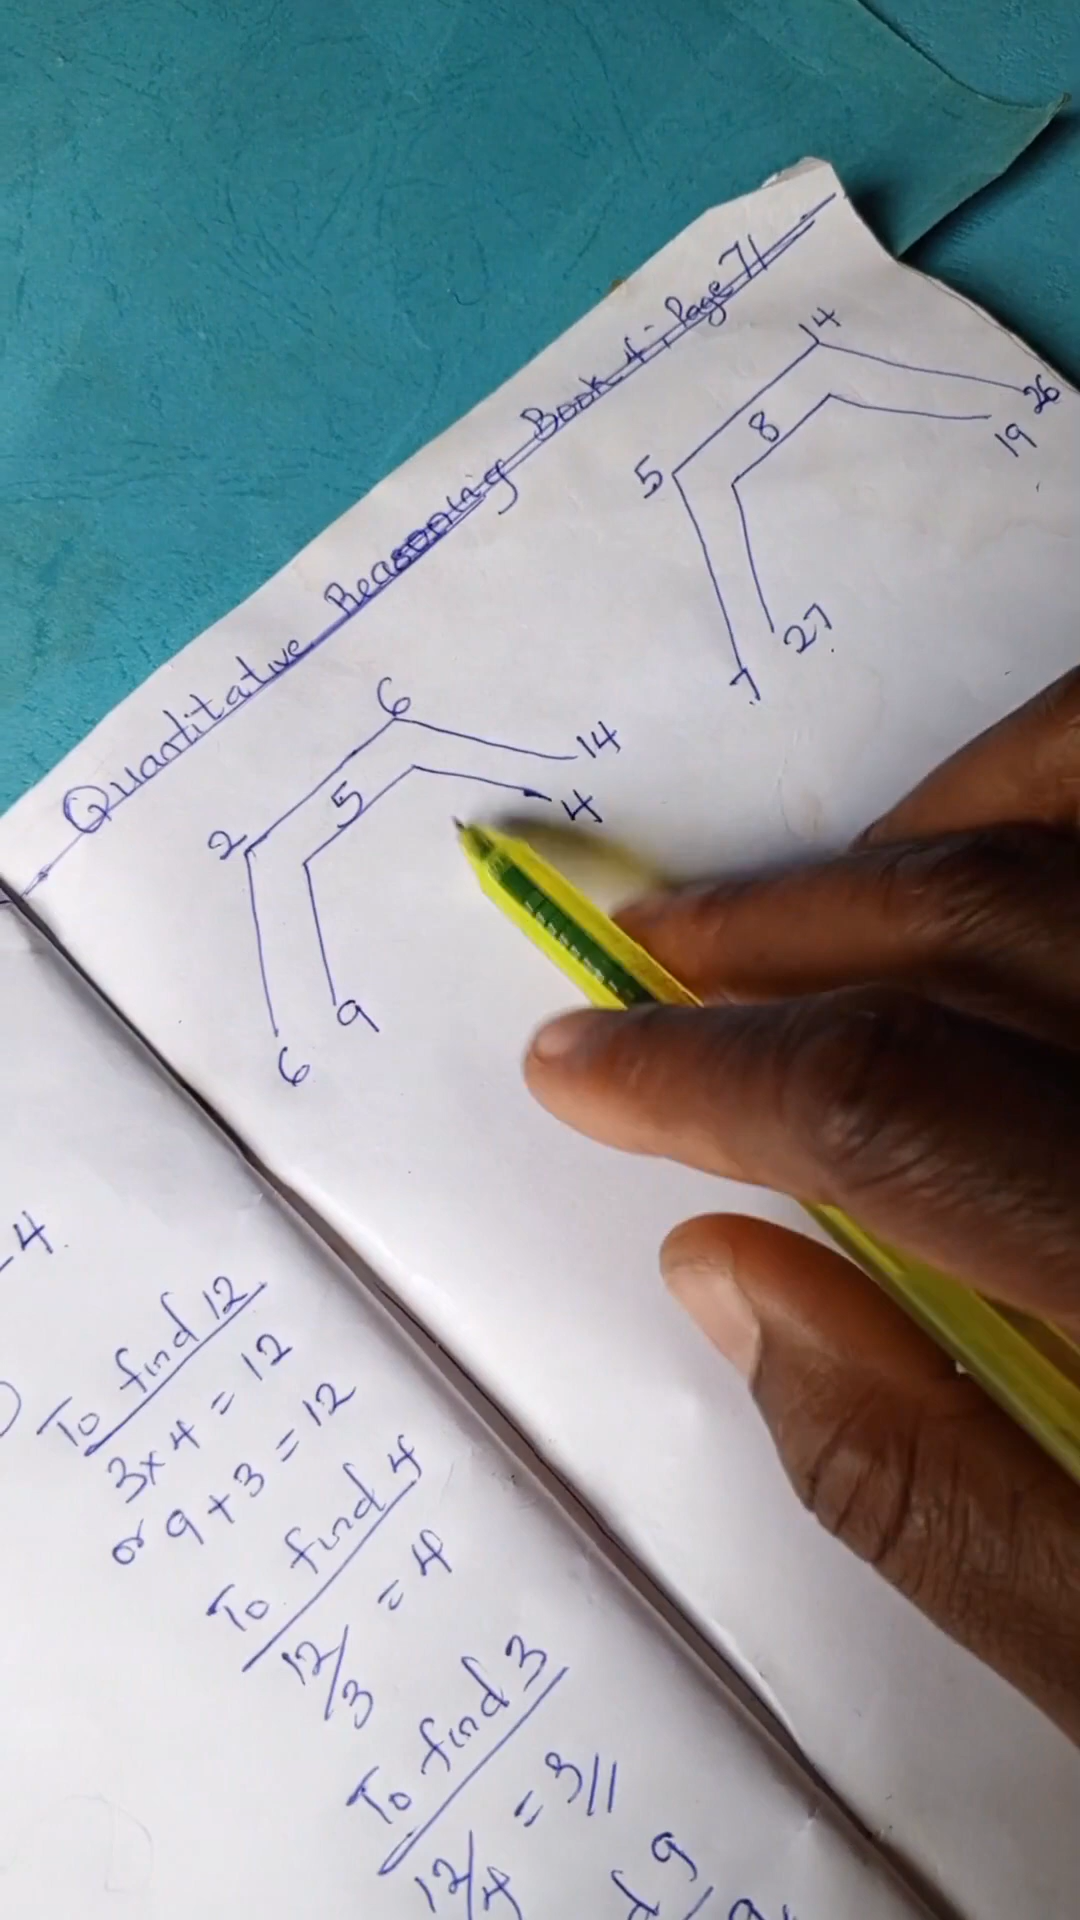 Quantitative Reasoning Book 4; Page 71
6
14
2
5
4
9
6
14
26
5
8
19
27
7
-4.
To find 12
3x4 = 12
or 9+3 = 12
To find 4
12/3 = 4
To find 3
12/4 = 3//
d 9